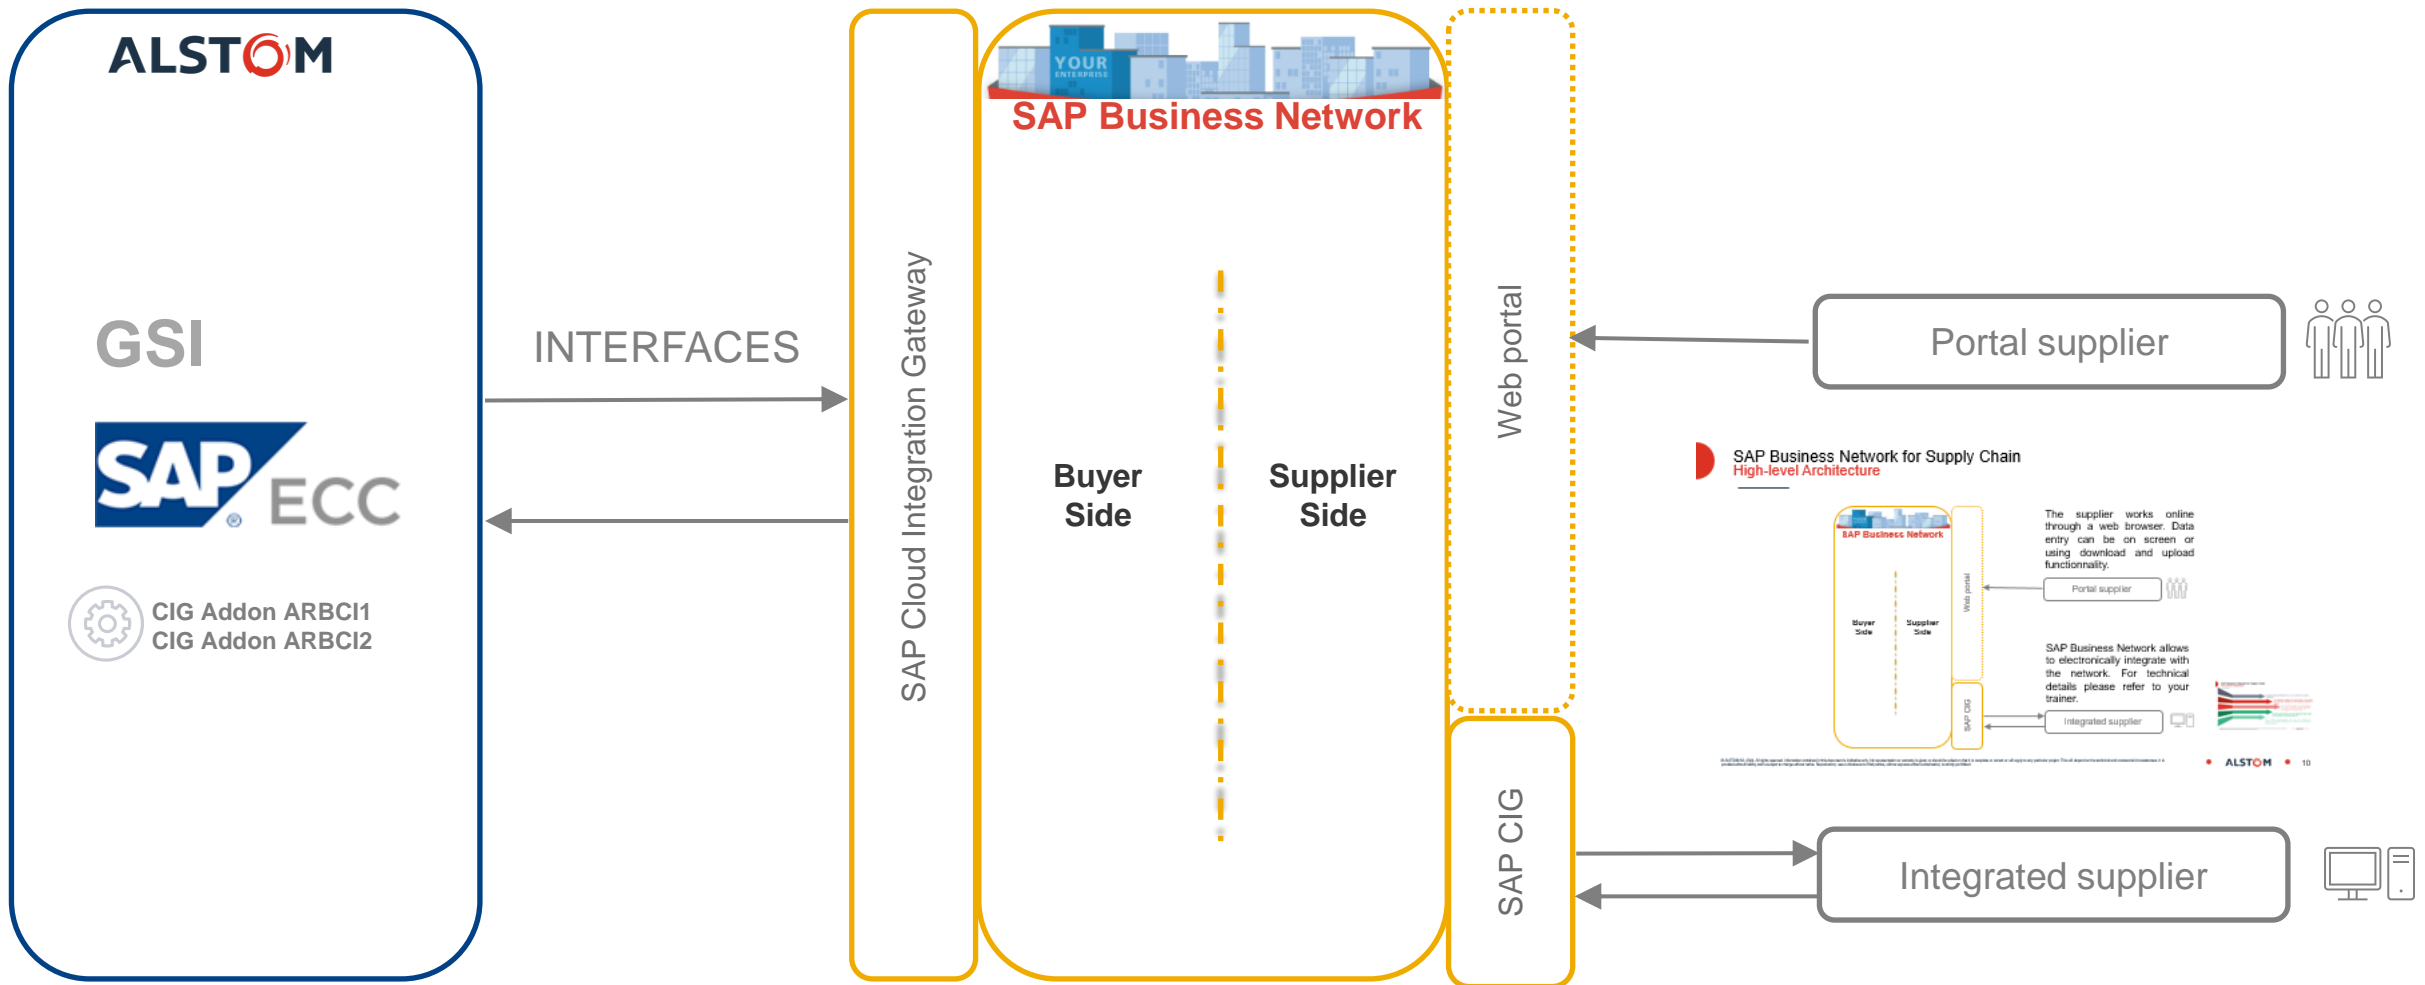 ALSTOM
GSI
SAP ®
ECC
CIG Addon ARBCI1
CIG Addon ARBCI2
INTERFACES
SAP Cloud Integration Gateway
YOUR
ENTERPRISE
SAP Business Network
Buyer
Side
Supplier
Side
Web portal
SAP CIG
Portal supplier
SAP Business Network for Supply Chain
High-level Architecture
SAP Business Network
Buyer
Side
Supplier
Side
Web portal
SAP CIG
The supplier works online
through a web browser. Data
entry can be on screen or
using download and upload
functionnality.
Portal supplier
SAP Business Network allows
to electronically integrate with
the network. For technical
details please refer to your
trainer.
Integrated supplier
ALSTOM
10
Integrated supplier